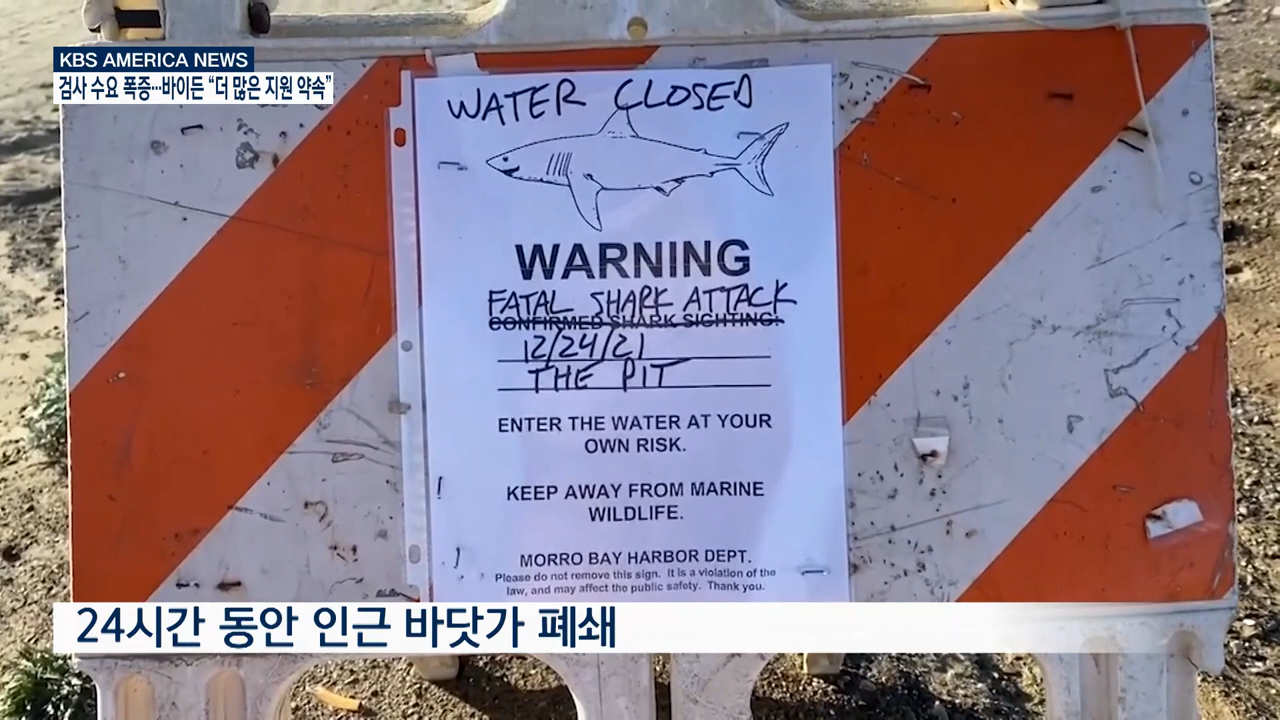 KBS AMERICA NEWS
검사 수요 폭증…바이든 “더 많은 지원 약속”
WATER CLOSED
WARNING
FATAL SHARK ATTACK
CONFIRMED SHARK SIGHTING:
12/24/21
THE PIT
ENTER THE WATER AT YOUR
OWN RISK.
KEEP AWAY FROM MARINE
WILDLIFE.
MORRO BAY HARBOR DEPT.
Please do not remove this sign. It is a violation of the
law, and may affect the public safety. Thank you.
24시간 동안 인근 바닷가 폐쇄